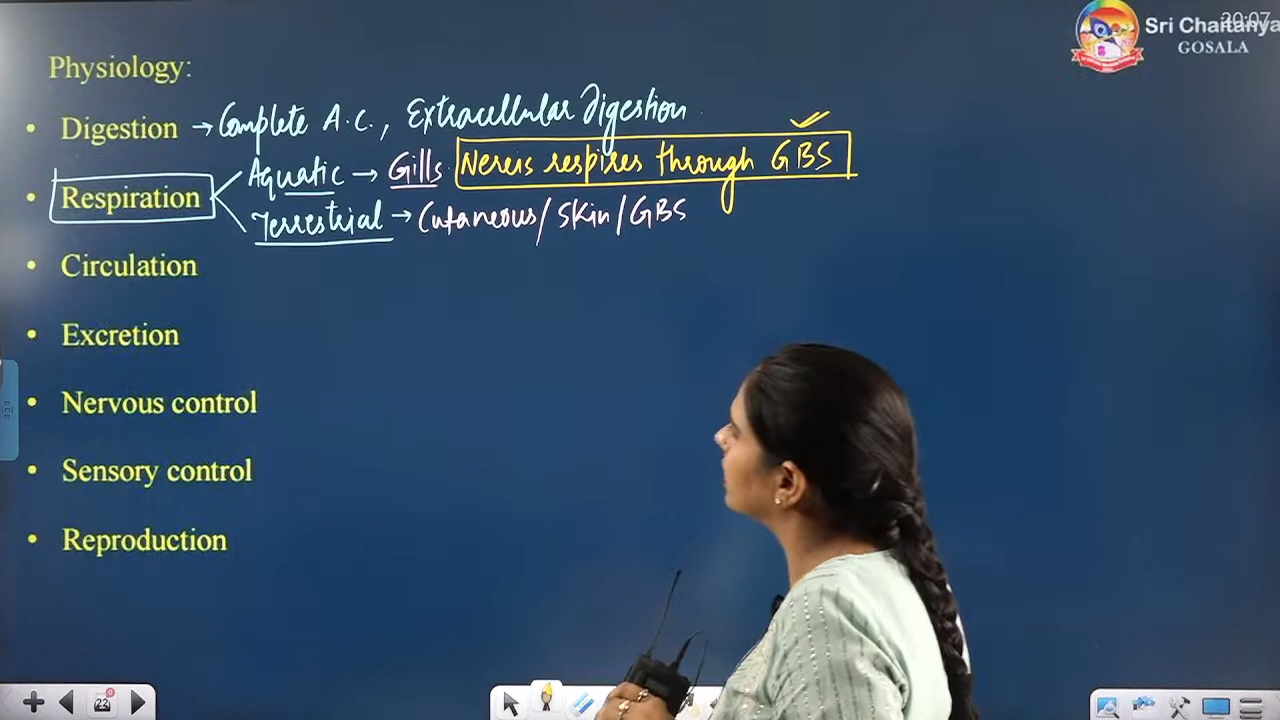 20:07
Sri Chaitanya
GOSALA
Physiology:
• Digestion → Complete A.C., Extracellular digestion
Aquatic → Gills Nereis respires through GBS
• Respiration
Terrestrial → Cutaneous/Skin/GBS
• Circulation
• Excretion
• Nervous control
• Sensory control
• Reproduction
22